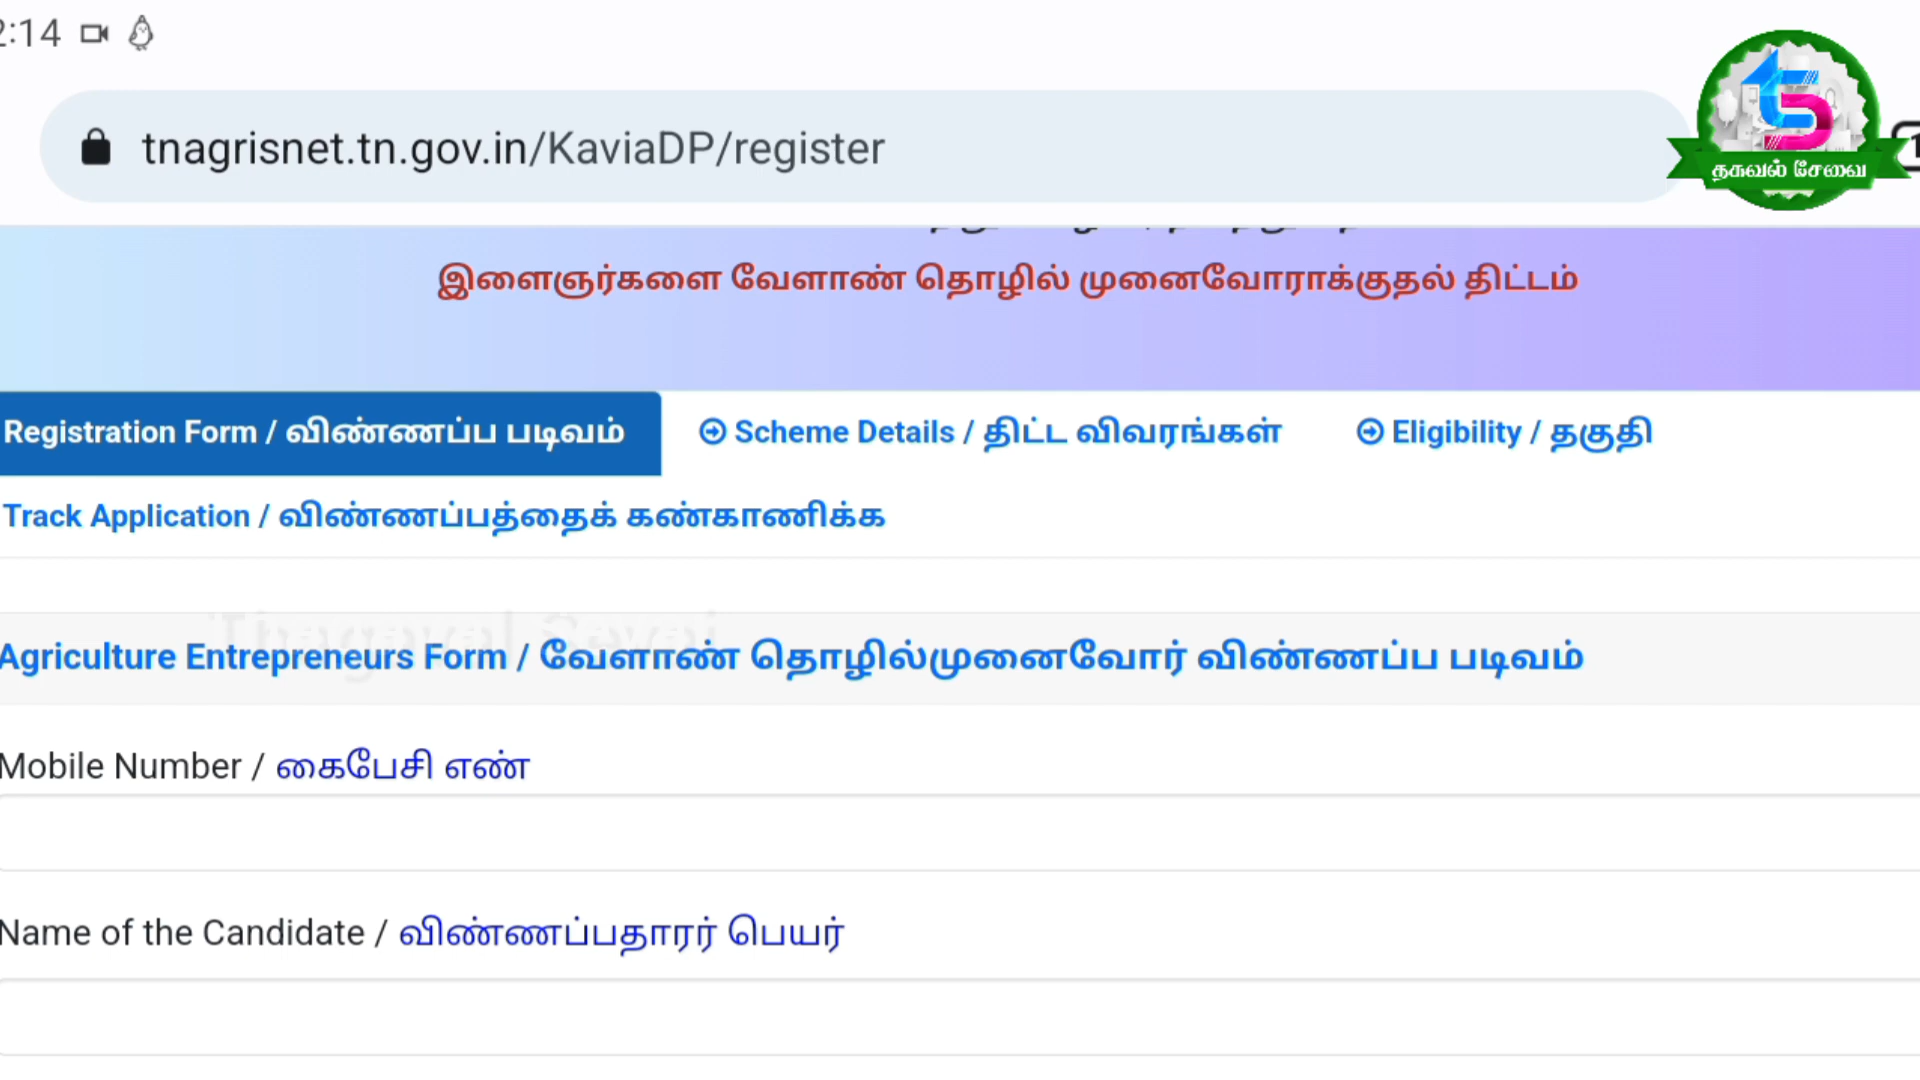 2:14
tnagrisnet.tn.gov.in/KaviaDP/register
தகவல் சேவை
இளைஞர்களை வேளாண் தொழில் முனைவோராக்குதல் திட்டம்
Registration Form / விண்ணப்ப படிவம் Scheme Details / திட்ட விவரங்கள் Eligibility / தகுதி
Track Application / விண்ணப்பத்தைக் கண்காணிக்க
Thagaval Sevai
Agriculture Entrepreneurs Form / வேளாண் தொழில்முனைவோர் விண்ணப்ப படிவம்
Mobile Number / கைபேசி எண்
Name of the Candidate / விண்ணப்பதாரர் பெயர்